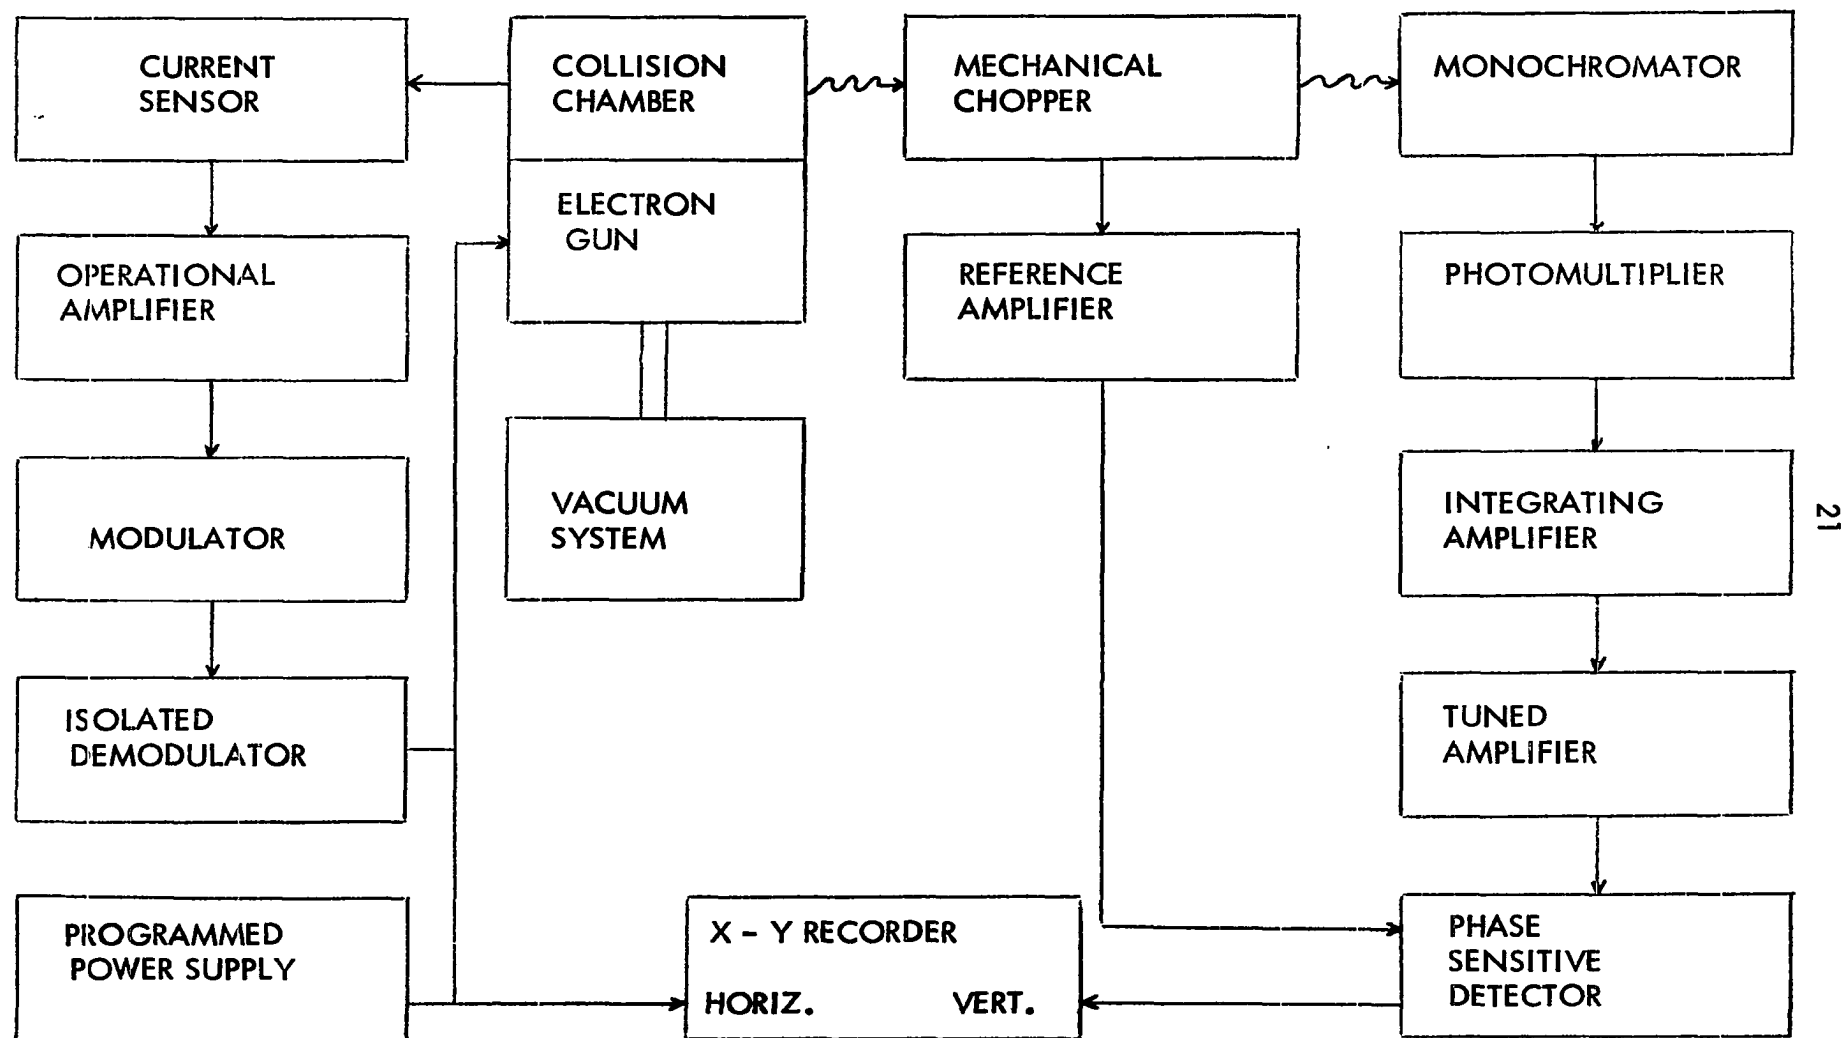 CURRENT
SENSOR
COLLISION
CHAMBER
MECHANICAL
CHOPPER
MONOCHROMATOR
ELECTRON
GUN
OPERATIONAL
AMPLIFIER
REFERENCE
AMPLIFIER
PHOTOMULTIPLIER
MODULATOR
VACUUM
SYSTEM
INTEGRATING
AMPLIFIER
21
ISOLATED
DEMODULATOR
TUNED
AMPLIFIER
PROGRAMMED
POWER SUPPLY
X - Y RECORDER
HORIZ. VERT.
PHASE
SENSITIVE
DETECTOR